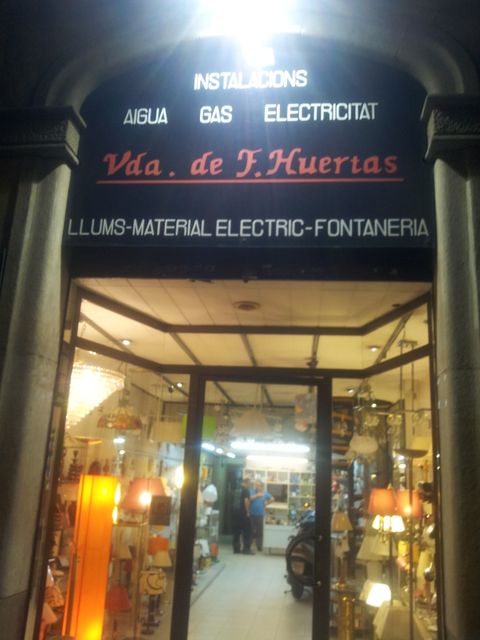 INSTALACIONS
AIGUA GAS ELECTRICITAT
Vda. de F. Huertas
LLUMS-MATERIAL ELECTRIC-FONTANERIA